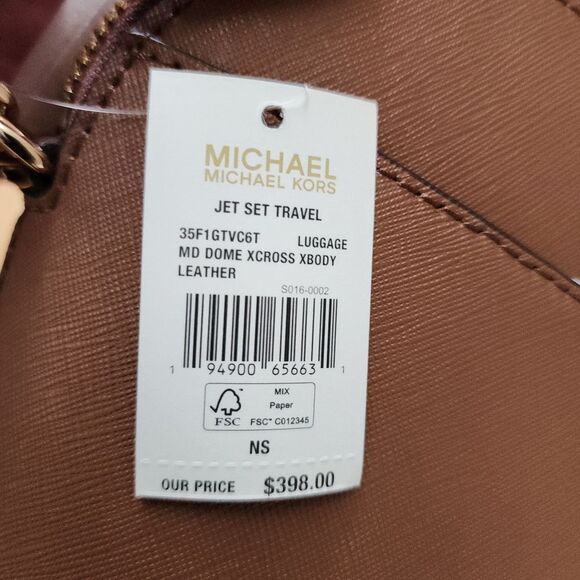 MICHAEL
MICHAEL KORS
JET SET TRAVEL
35F1GTVC6T LUGGAGE
MD DOME XCROSS XBODY
LEATHER
S016-0002
1 94900 65663 1
FSC
MIX
Paper
FSC® C012345
NS
OUR PRICE $398.00